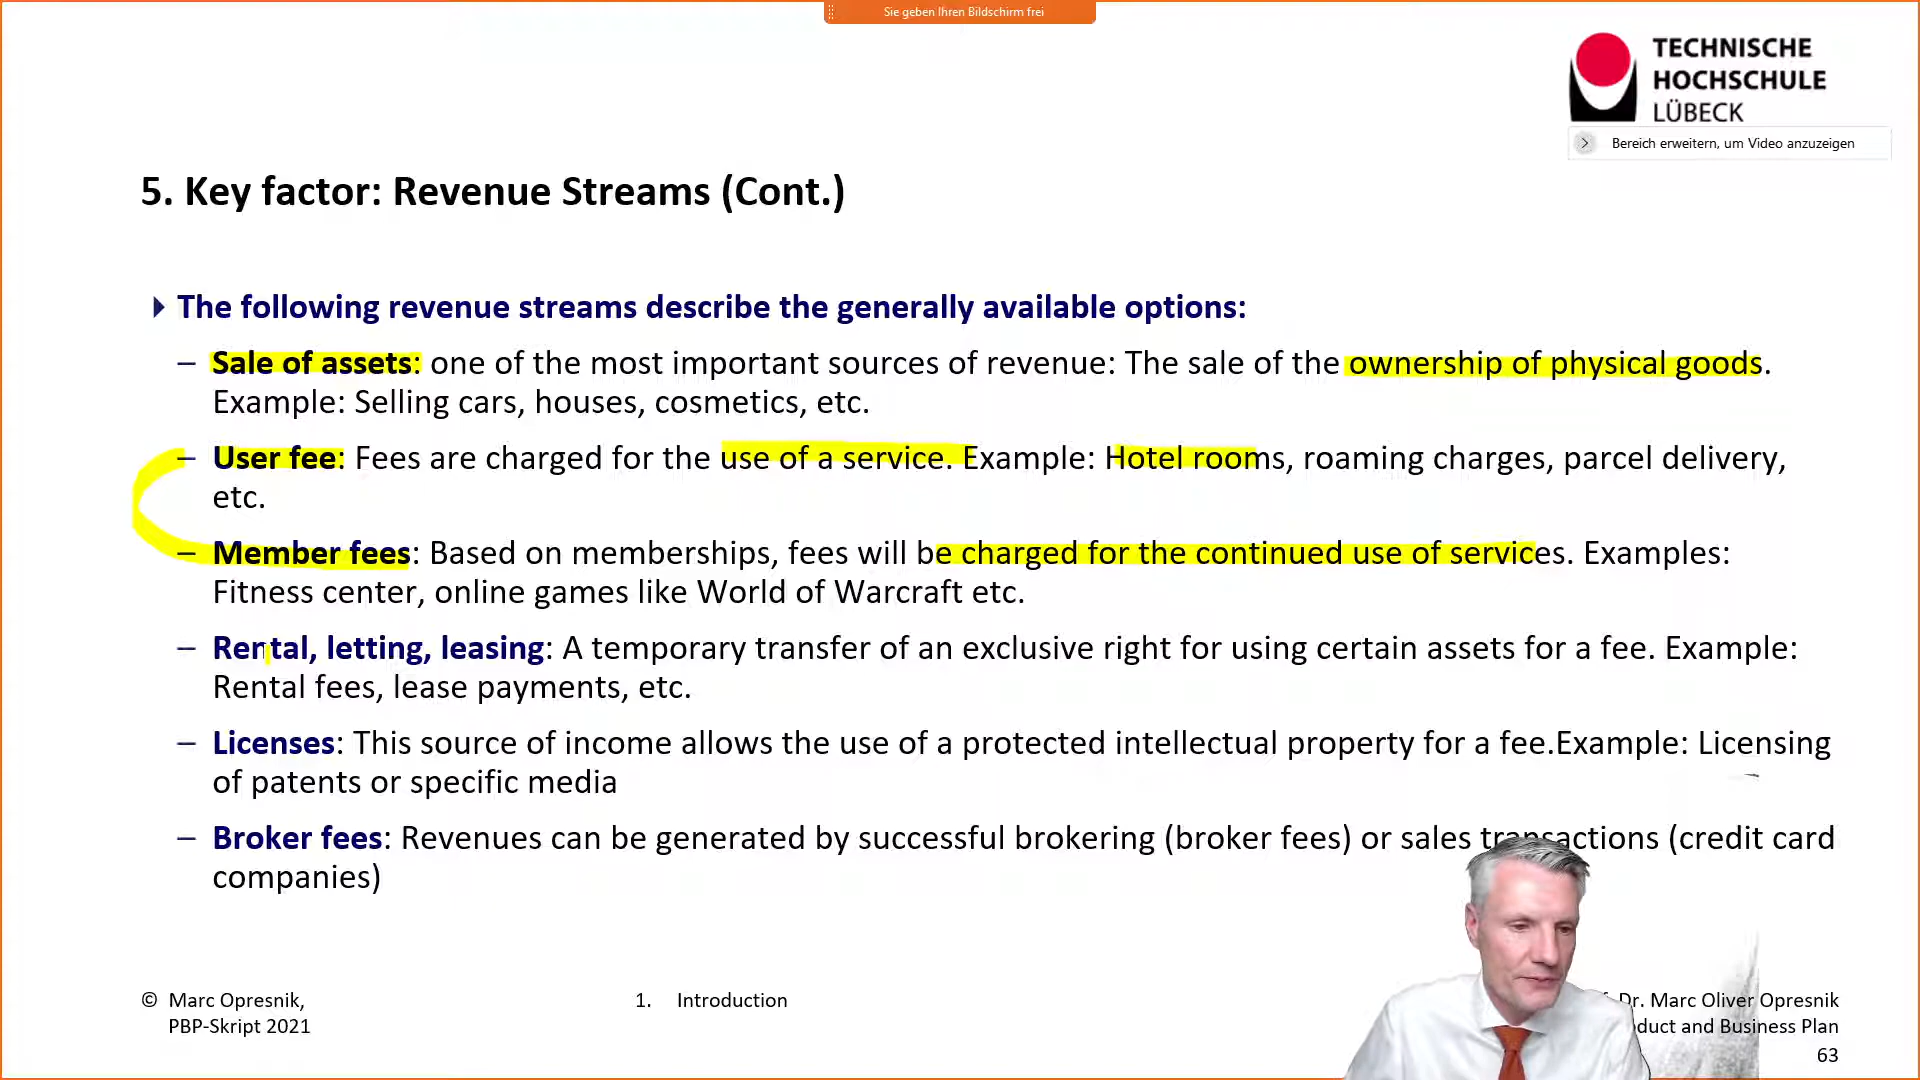 Sie geben Ihren Bildschirm frei
TECHNISCHE
HOCHSCHULE
LÜBECK
Bereich erweitern, um Video anzuzeigen
5. Key factor: Revenue Streams (Cont.)
The following revenue streams describe the generally available options:
– Sale of assets: one of the most important sources of revenue: The sale of the ownership of physical goods.
Example: Selling cars, houses, cosmetics, etc.
– User fee: Fees are charged for the use of a service. Example: Hotel rooms, roaming charges, parcel delivery,
etc.
– Member fees: Based on memberships, fees will be charged for the continued use of services. Examples:
Fitness center, online games like World of Warcraft etc.
– Rental, letting, leasing: A temporary transfer of an exclusive right for using certain assets for a fee. Example:
Rental fees, lease payments, etc.
– Licenses: This source of income allows the use of a protected intellectual property for a fee.Example: Licensing
of patents or specific media
– Broker fees: Revenues can be generated by successful brokering (broker fees) or sales transactions (credit card
companies)
© Marc Opresnik,
PBP-Skript 2021
1. Introduction
Dr. Marc Oliver Opresnik
and Business Plan
63